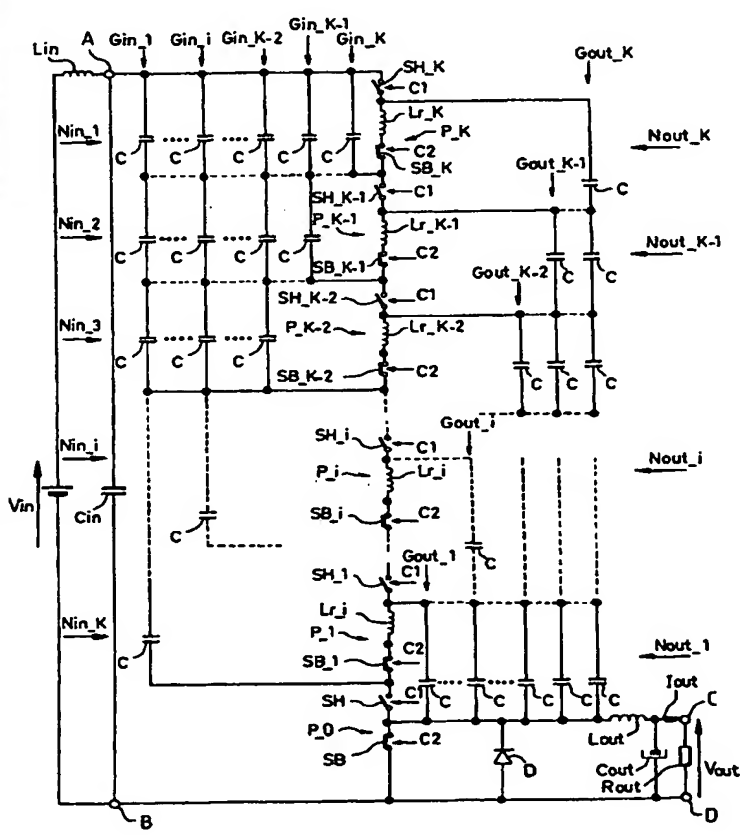 Gin_1 Gin_i Gin_K-2 Gin_K-1 Gin_K
Lin A
SH_K
C1
Gout_K
Lr_K
P_K
Nin_1
C C C C C
C2
SB_K
Nout_K
Gout_K-1
C
SH_K-1
C1
P_K-1
Lr_K-1
Nin_2
C C C C
SB_K-1
C2
Nout_K-1
C C
Gout_K-2
SH_K-2
C1
Nin_3
P_K-2
Lr_K-2
C C C
SB_K-2
C2
C C C
Gout_i
SH_i
C1
Nin_i
P_i
Lr_i
Nout_i
Vin
Cin
C
SB_i
C2
C
Gout_1
SH_1
C1
Lr_i
Nin_K
P_1
C
SB_1
C2
Nout_1
C C C C C
SH
C1
Iout
C
P_0
Lout
SB
C2
D
Cout
Rout
Vout
B
D